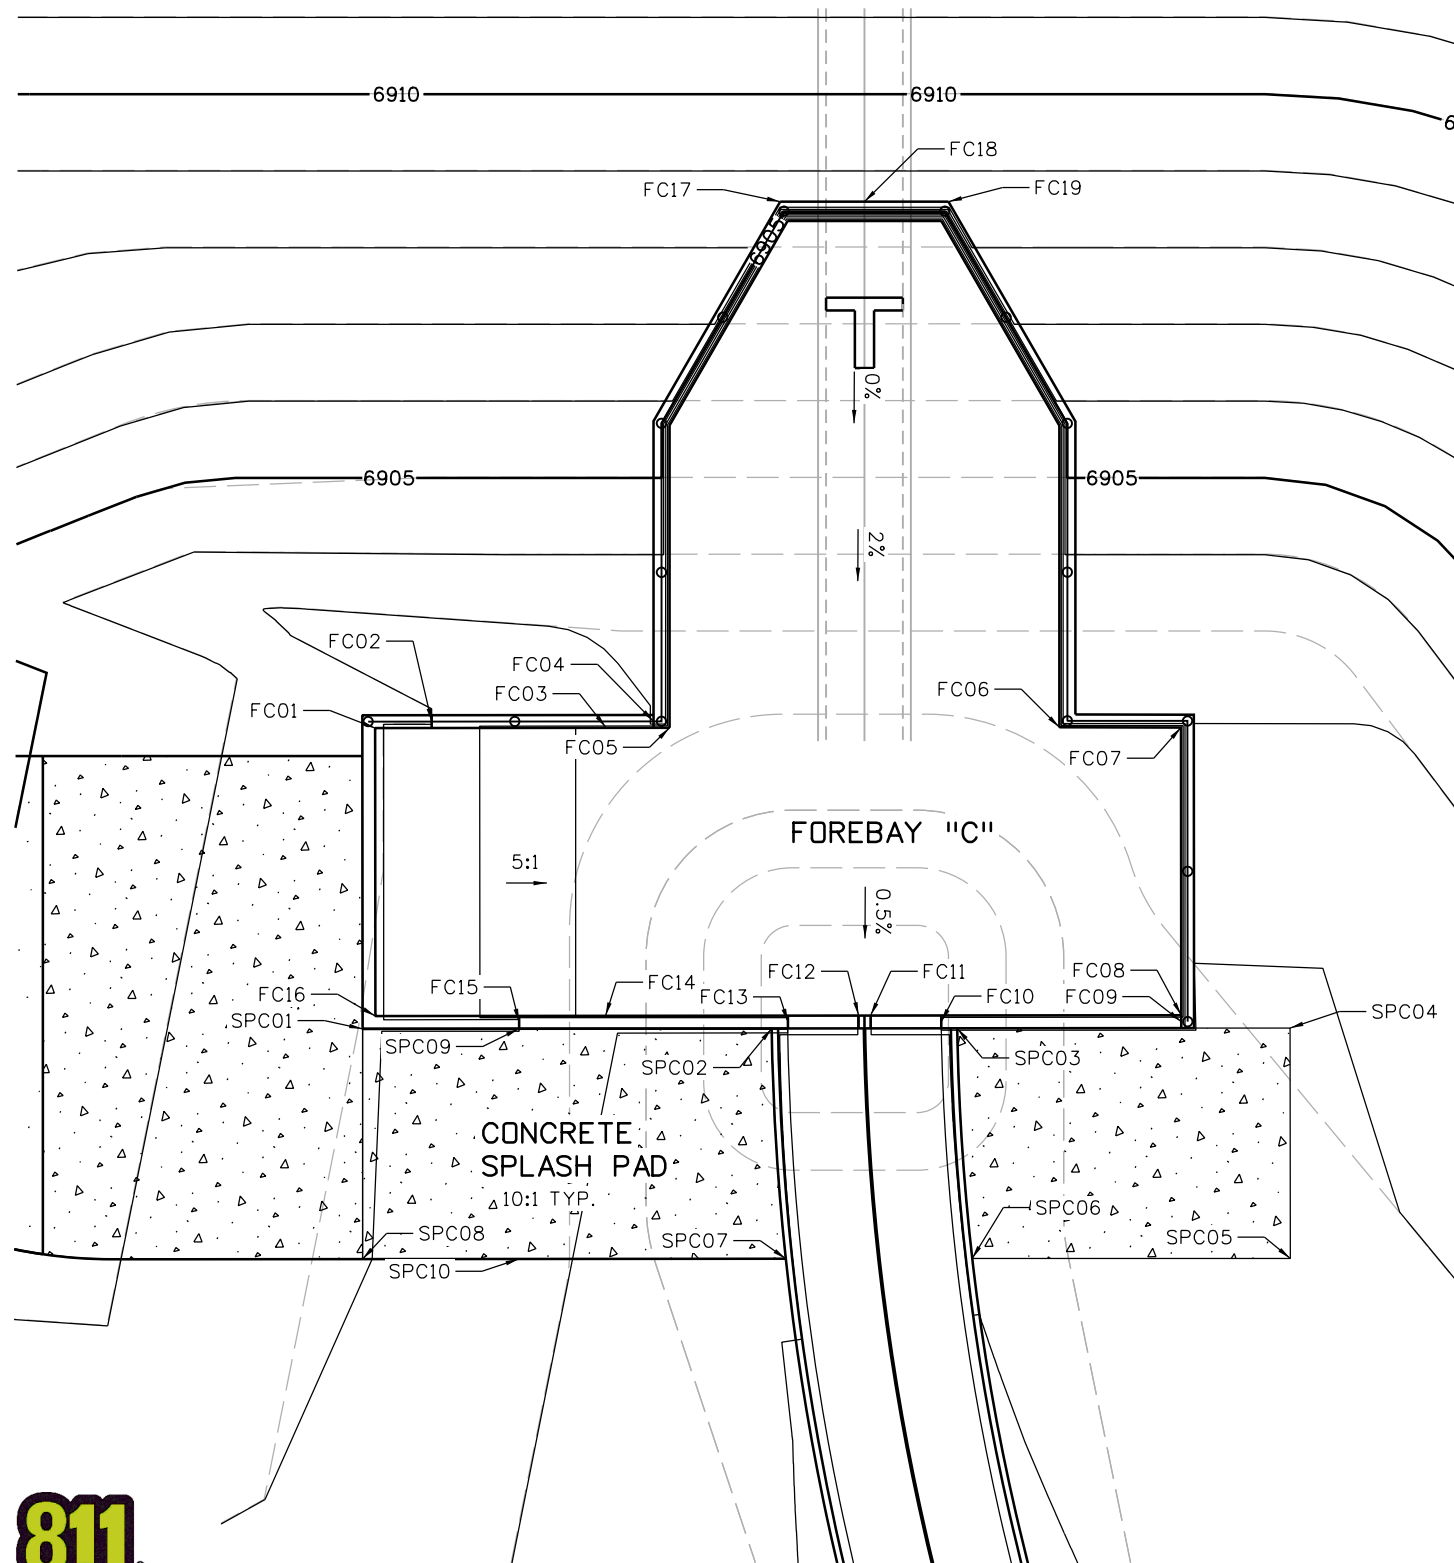 6910
6910
6
FC18
FC17
FC19
6905
0%
6905
6905
2%
FC02
FC04
FC03
FC06
FC01
FC05
FC07
FOREBAY "C"
5:1
0.5%
FC12
FC11
FC08
FC15
FC14
FC16
FC13
FC10
FC09
SPC01
SPC04
SPC09
SPC02
SPC03
CONCRETE
SPLASH PAD
10:1 TYP.
SPC06
SPC08
SPC07
SPC05
SPC10
811